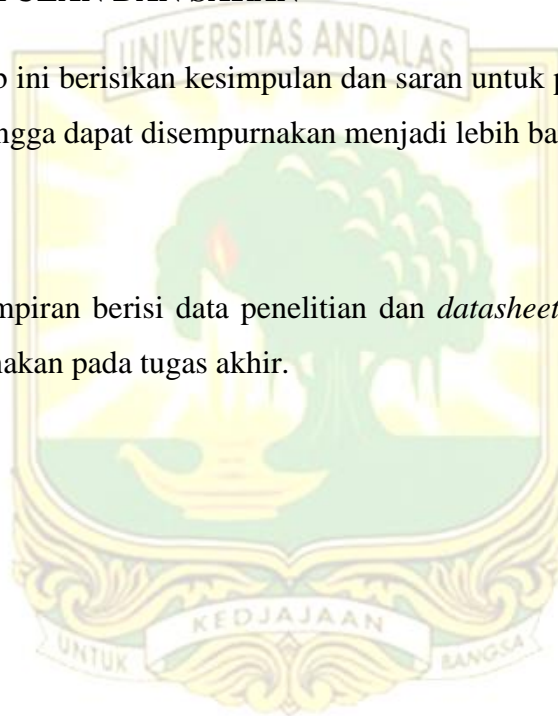 PULAN DAN SARAN
UNIVERSITAS ANDALAS
b ini berisikan kesimpulan dan saran untuk p
ngga dapat disempurnakan menjadi lebih ba
mpiran berisi data penelitian dan datasheet
nakan pada tugas akhir.
KEDJAJAAN
UNTUK BANGSA